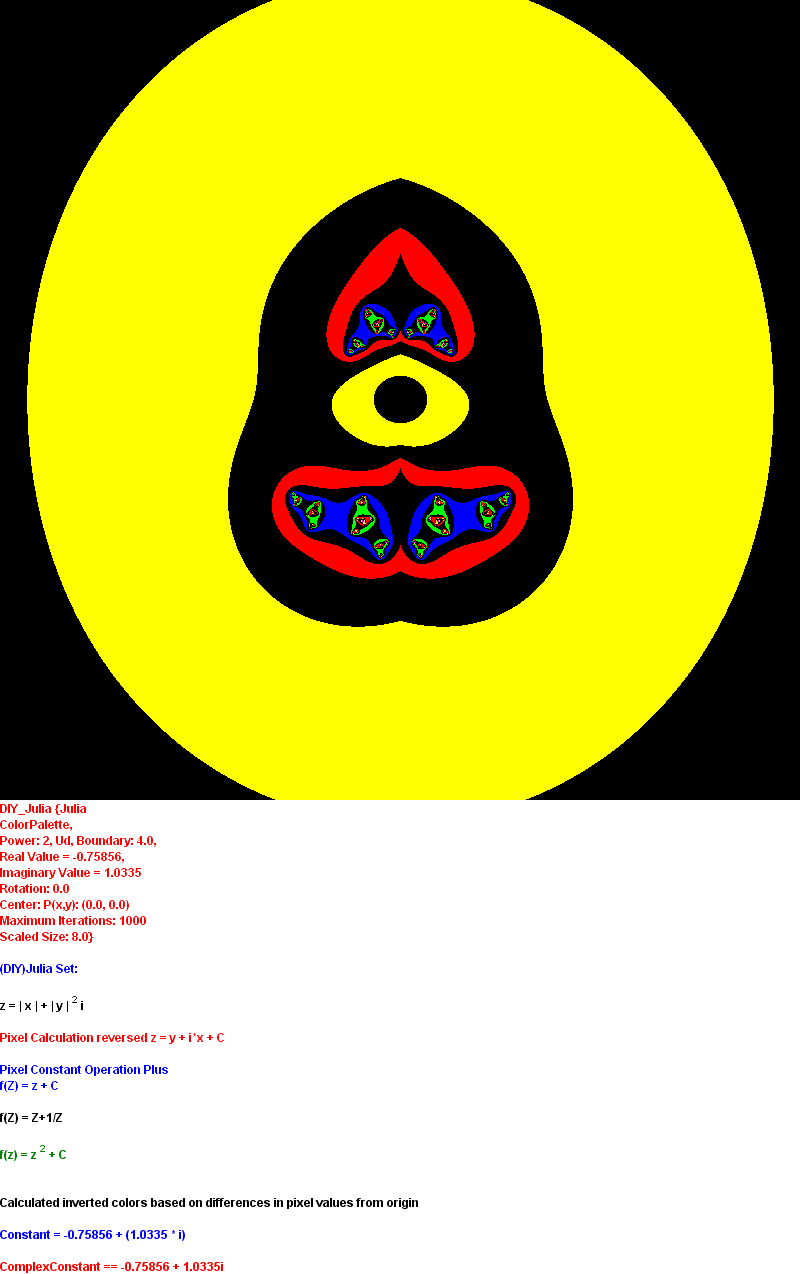 DIY_Julia {Julia
ColorPalette,
Power: 2, Ud, Boundary: 4.0,
Real Value = -0.75856,
Imaginary Value = 1.0335
Rotation: 0.0
Center: P(x,y): (0.0, 0.0)
Maximum Iterations: 1000
Scaled Size: 8.0}
(DIY)Julia Set:
z = | x | + | y | ² i
Pixel Calculation reversed z = y + i*x + C
Pixel Constant Operation Plus
f(Z) = z + C
f(Z) = Z+1/Z
f(z) = z ² + C
Calculated inverted colors based on differences in pixel values from origin
Constant = -0.75856 + (1.0335 * i)
ComplexConstant == -0.75856 + 1.0335i